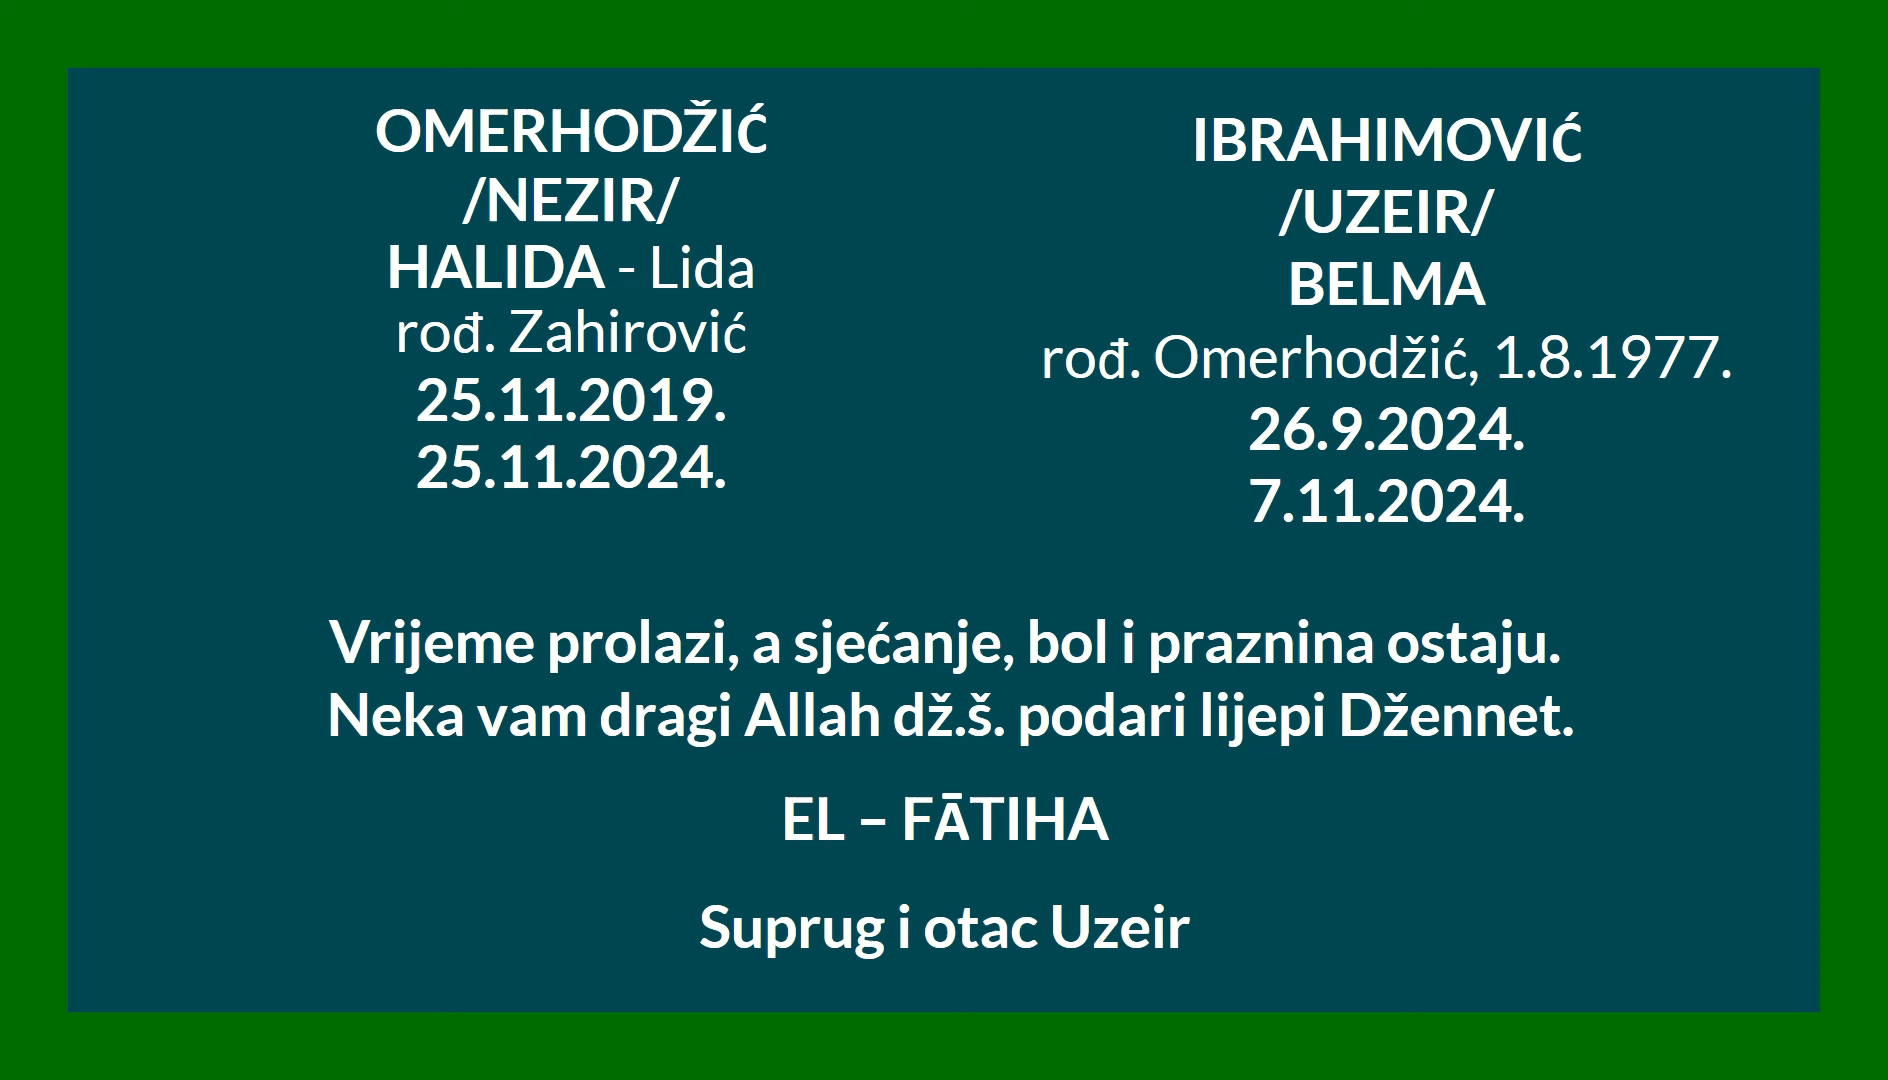 OMERHODŽIĆ
/NEZIR/
HALIDA - Lida
rođ. Zahirović
25.11.2019.
25.11.2024.
IBRAHIMOVIĆ
/UZEIR/
BELMA
rođ. Omerhodžić, 1.8.1977.
26.9.2024.
7.11.2024.
Vrijeme prolazi, a sjećanje, bol i praznina ostaju.
Neka vam dragi Allah dž.š. podari lijepi Džennet.
EL – FĀTIHA
Suprug i otac Uzeir